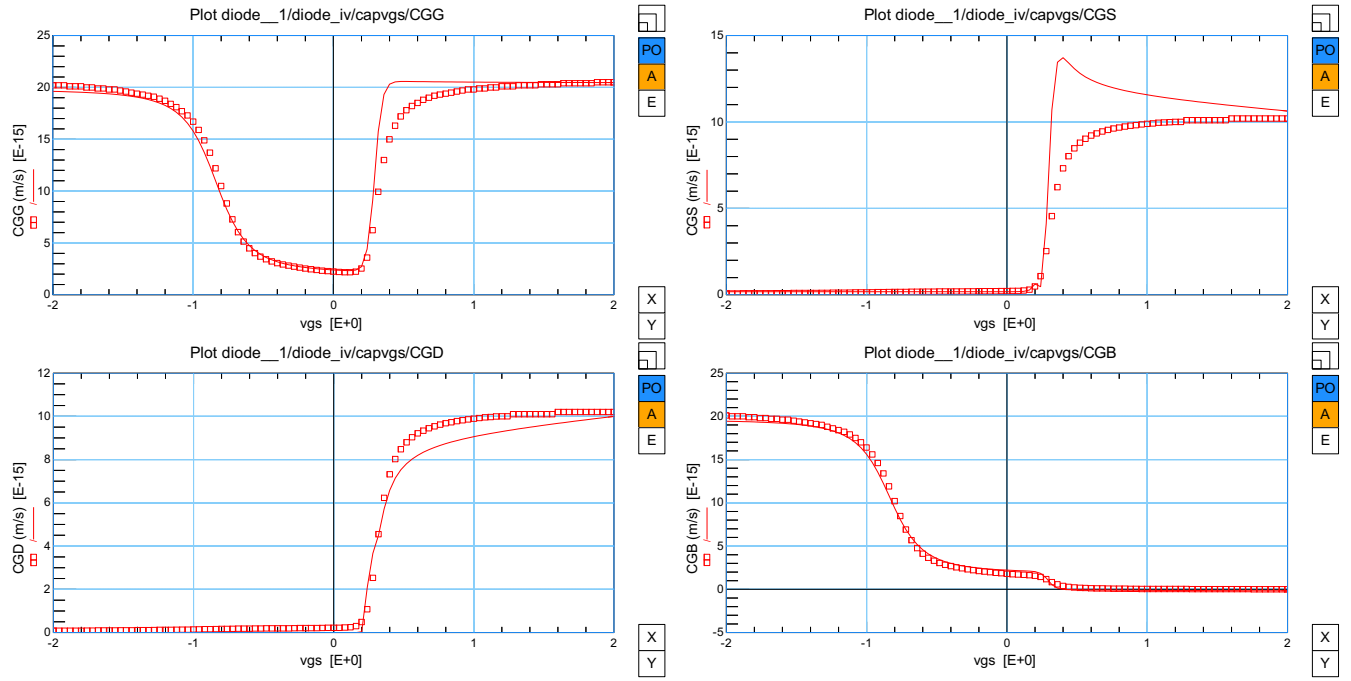 Plot diode__1/diode_iv/capvgs/CGG
25
20
15
10
5
0
CGG (m/s) [E-15]
-2 -1 0 1 2
vgs [E+0]
PO
A
E
X
Y
Plot diode__1/diode_iv/capvgs/CGS
15
10
5
0
CGS (m/s) [E-15]
-2 -1 0 1 2
vgs [E+0]
PO
A
E
X
Y
Plot diode__1/diode_iv/capvgs/CGD
12
10
8
6
4
2
0
CGD (m/s) [E-15]
-2 -1 0 1 2
vgs [E+0]
PO
A
E
X
Y
Plot diode__1/diode_iv/capvgs/CGB
25
20
15
10
5
0
-5
CGB (m/s) [E-15]
-2 -1 0 1 2
vgs [E+0]
PO
A
E
X
Y